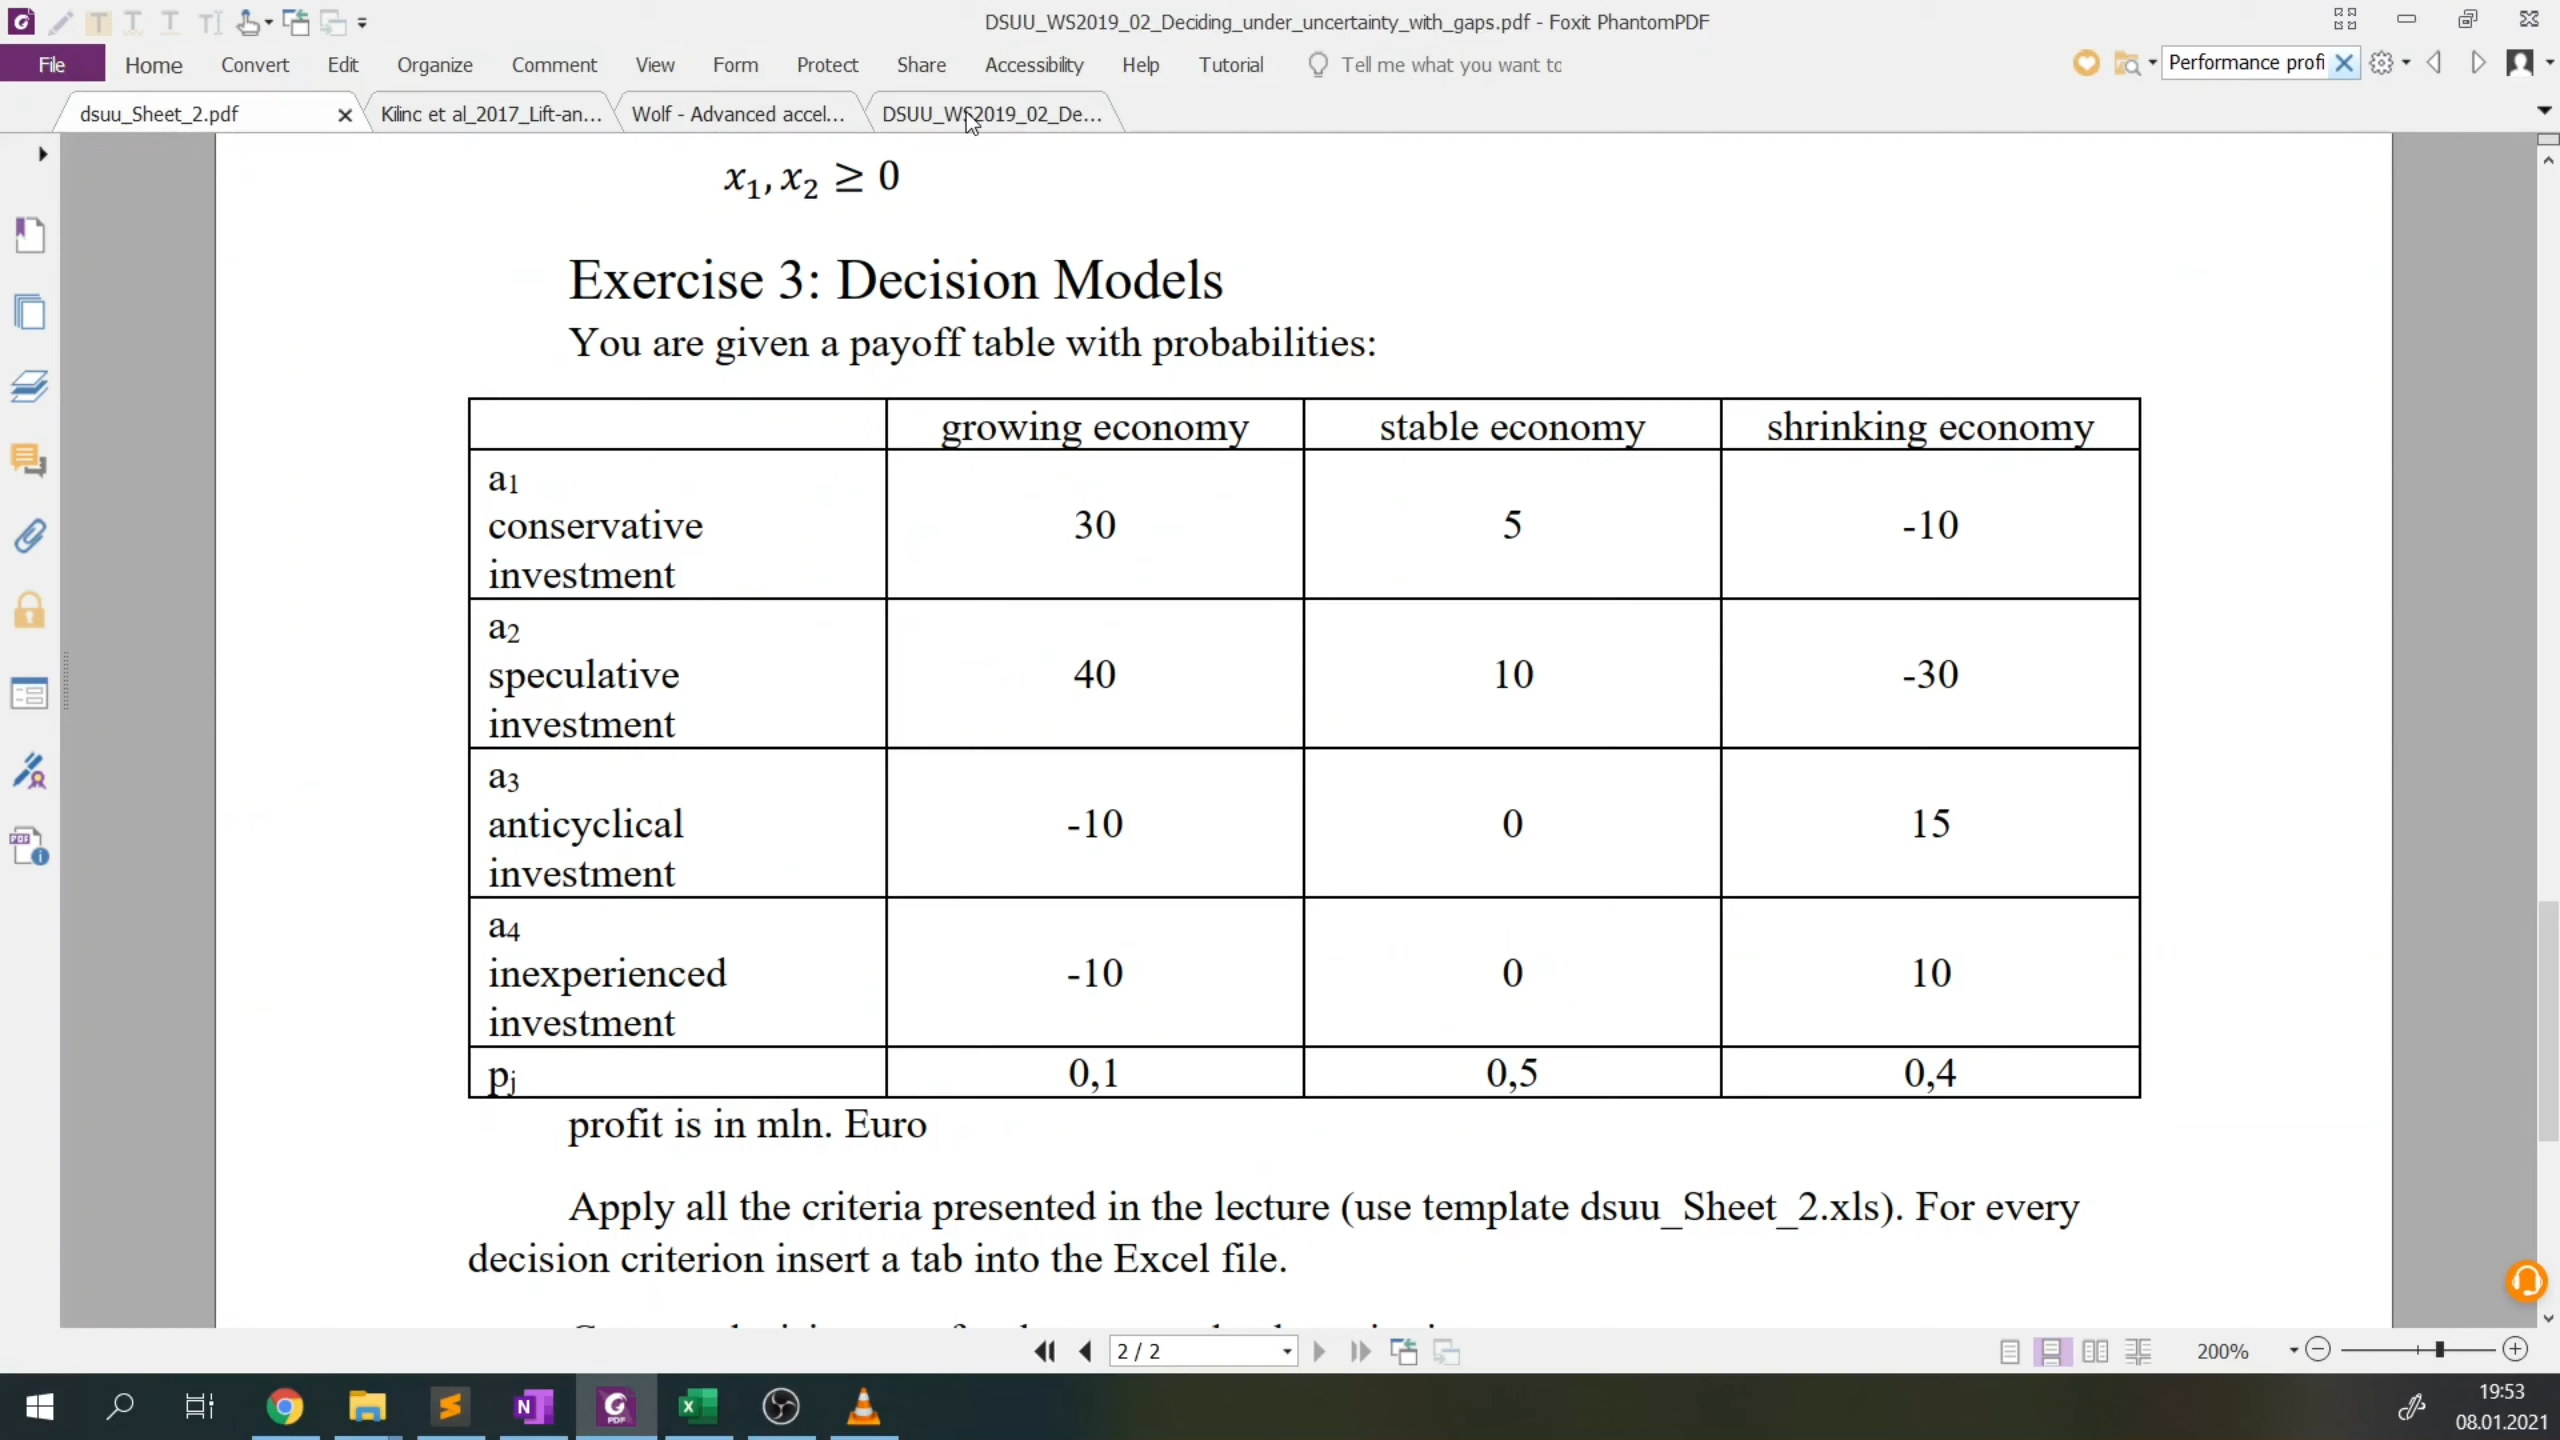 DSUU_WS2019_02_Deciding_under_uncertainty_with_gaps.pdf - Foxit PhantomPDF
File Home Convert Edit Organize Comment View Form Protect Share Accessibility Help Tutorial Tell me what you want to Performance profi
dsuu_Sheet_2.pdf Kilinc et al_2017_Lift-an... Wolf - Advanced accel... DSUU_WS2019_02_De...
x₁, x₂ ≥ 0
Exercise 3: Decision Models
You are given a payoff table with probabilities:
growing economy stable economy shrinking economy
a1
conservative
investment
30 5 -10
a2
speculative
investment
40 10 -30
a3
anticyclical
investment
-10 0 15
a4
inexperienced
investment
-10 0 10
pj 0,1 0,5 0,4
profit is in mln. Euro
Apply all the criteria presented in the lecture (use template dsuu_Sheet_2.xls). For every
decision criterion insert a tab into the Excel file.
2 / 2
200%
19:53
08.01.2021